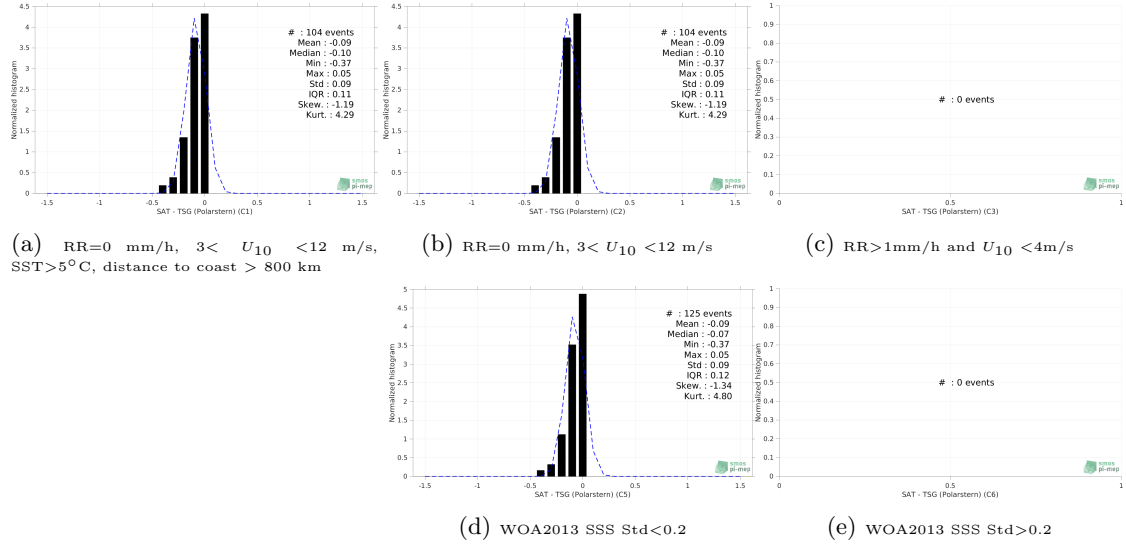 4.5
4
3.5
3
2.5
2
1.5
1
0.5
0
Normalized histogram
# : 104 events
Mean : -0.09
Median : -0.10
Min : -0.37
Max : 0.05
Std : 0.09
IQR : 0.11
Skew. : -1.19
Kurt. : 4.29
smos
pi-mep
-1.5 -1 -0.5 0 0.5 1 1.5
SAT - TSG (Polarstern) (C1)
(a) RR=0 mm/h, 3< U10 <12 m/s,
SST>5°C, distance to coast > 800 km
4.5
4
3.5
3
2.5
2
1.5
1
0.5
0
Normalized histogram
# : 104 events
Mean : -0.09
Median : -0.10
Min : -0.37
Max : 0.05
Std : 0.09
IQR : 0.11
Skew. : -1.19
Kurt. : 4.29
smos
pi-mep
-1.5 -1 -0.5 0 0.5 1 1.5
SAT - TSG (Polarstern) (C2)
(b) RR=0 mm/h, 3< U10 <12 m/s
1
0.9
0.8
0.7
0.6
0.5
0.4
0.3
0.2
0.1
0
Normalized histogram
# : 0 events
smos
pi-mep
0 1
SAT - TSG (Polarstern) (C3)
(c) RR>1mm/h and U10 <4m/s
5
4.5
4
3.5
3
2.5
2
1.5
1
0.5
0
Normalized histogram
# : 125 events
Mean : -0.09
Median : -0.07
Min : -0.37
Max : 0.05
Std : 0.09
IQR : 0.12
Skew. : -1.34
Kurt. : 4.80
smos
pi-mep
-1.5 -1 -0.5 0 0.5 1 1.5
SAT - TSG (Polarstern) (C5)
(d) WOA2013 SSS Std<0.2
1
0.9
0.8
0.7
0.6
0.5
0.4
0.3
0.2
0.1
0
Normalized histogram
# : 0 events
smos
pi-mep
0 1
SAT - TSG (Polarstern) (C6)
(e) WOA2013 SSS Std>0.2